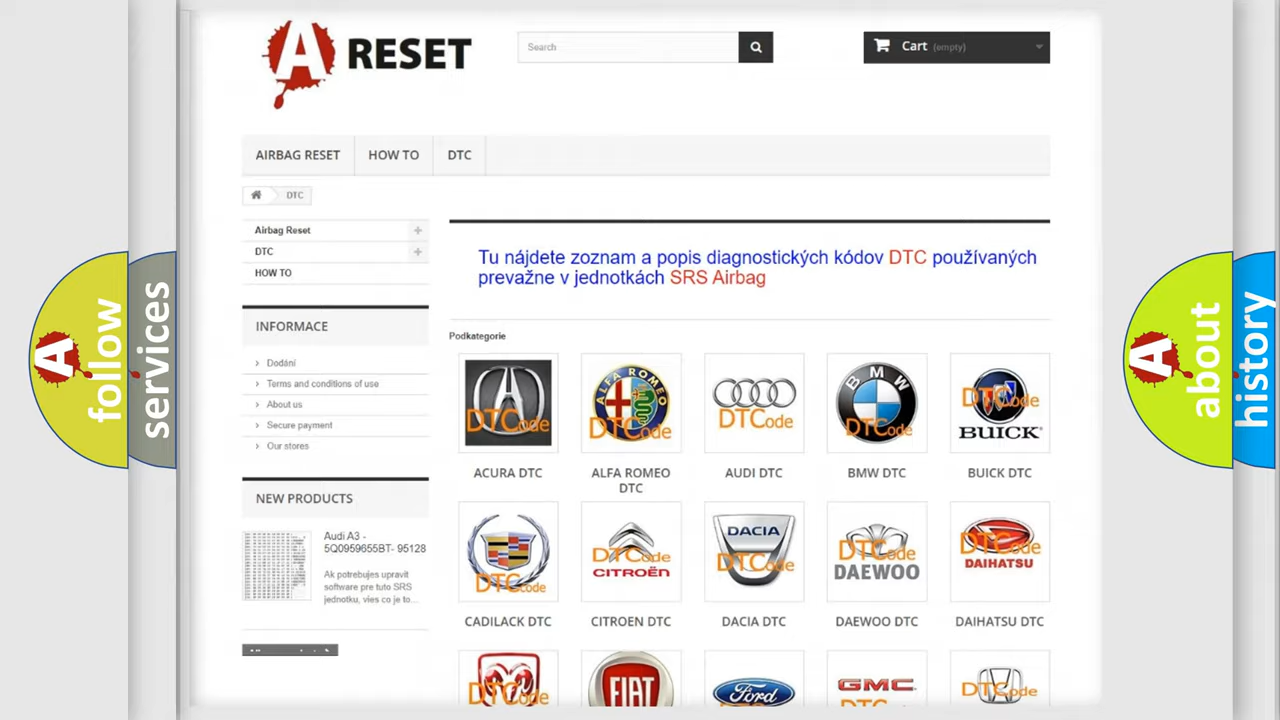 A RESET
Search
Cart (empty)
AIRBAG RESET
HOW TO
DTC
DTC
Airbag Reset
DTC
HOW TO
INFORMACE
Dodání
Terms and conditions of use
About us
Secure payment
Our stores
NEW PRODUCTS
Audi A3 -
5Q0959655BT- 95128
Ak potrebujes upravit
software pre tuto SRS
jednotku, vies co je to...
Tu nájdete zoznam a popis diagnostických kódov DTC používaných
prevažne v jednotkách SRS Airbag
Podkategorie
DTCode
ALFA ROMEO
DTCode
DTCode
BMW
DTCode
DTCode
BUICK
ACURA DTC
ALFA ROMEO
DTC
AUDI DTC
BMW DTC
BUICK DTC
DTCode
DTCode
CITROËN
DACIA
DTCode
DTCode
DAEWOO
DTCode
DAIHATSU
CADILACK DTC
CITROEN DTC
DACIA DTC
DAEWOO DTC
DAIHATSU DTC
DTCode
FIAT
Ford
GMC
DTCode
A follow
services
A about
history